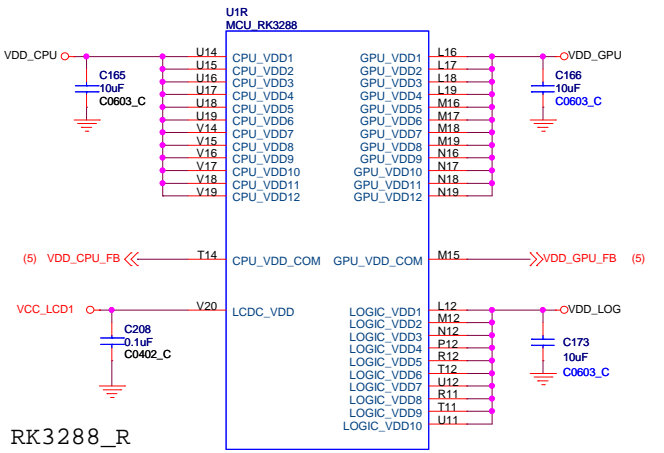 U1R
MCU_RK3288
VDD_CPU
C165
10uF
C0603_C
U14 CPU_VDD1
U15 CPU_VDD2
U16 CPU_VDD3
U17 CPU_VDD4
U18 CPU_VDD5
U19 CPU_VDD6
V14 CPU_VDD7
V15 CPU_VDD8
V16 CPU_VDD9
V17 CPU_VDD10
V18 CPU_VDD11
V19 CPU_VDD12
GPU_VDD1 L16
GPU_VDD2 L17
GPU_VDD3 L18
GPU_VDD4 L19
GPU_VDD5 M16
GPU_VDD6 M17
GPU_VDD7 M18
GPU_VDD8 M19
GPU_VDD9 N16
GPU_VDD10 N17
GPU_VDD11 N18
GPU_VDD12 N19
VDD_GPU
C166
10uF
C0603_C
(5) VDD_CPU_FB T14 CPU_VDD_COM
GPU_VDD_COM M15 VDD_GPU_FB (5)
VCC_LCD1 V20 LCDC_VDD
C208
0.1uF
C0402_C
LOGIC_VDD1 L12
LOGIC_VDD2 M12
LOGIC_VDD3 N12
LOGIC_VDD4 P12
LOGIC_VDD5 R12
LOGIC_VDD6 T12
LOGIC_VDD7 U12
LOGIC_VDD8 R11
LOGIC_VDD9 T11
LOGIC_VDD10 U11
VDD_LOG
C173
10uF
C0603_C
RK3288_R